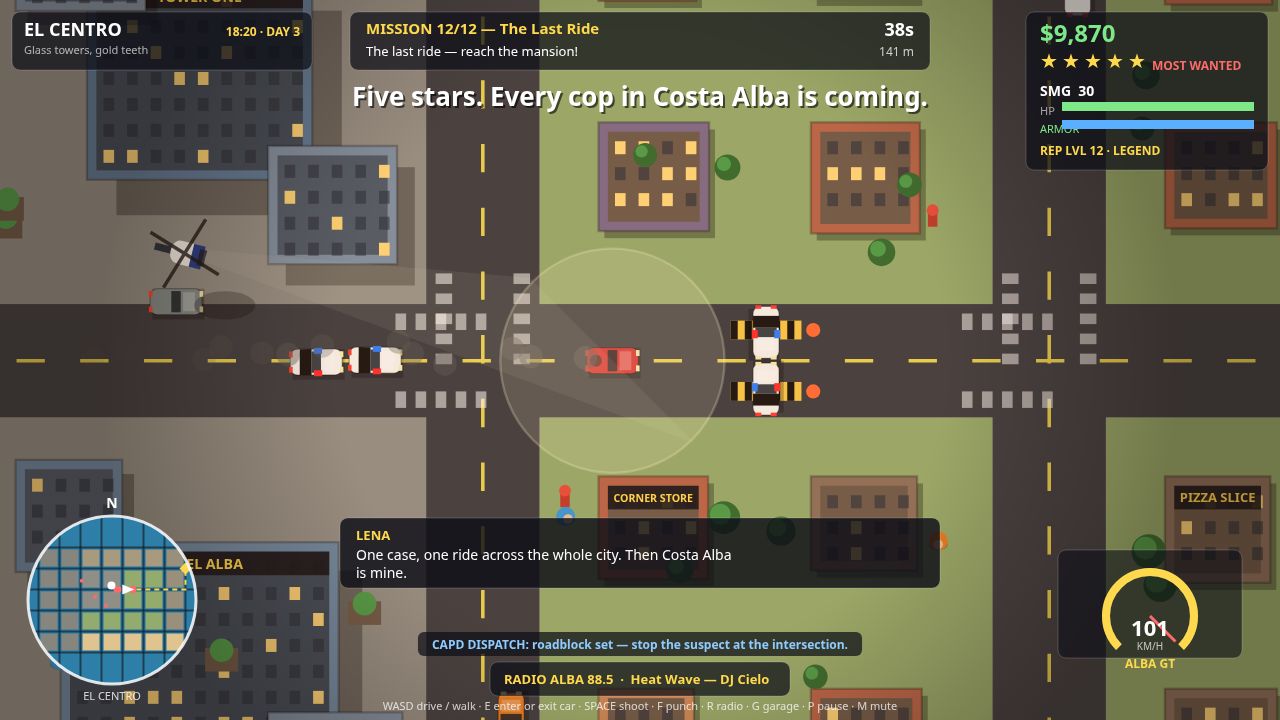 TOWER ONE
EL CENTRO
18:20 · DAY 3
Glass towers, gold teeth
MISSION 12/12 — The Last Ride
38s
The last ride — reach the mansion!
141 m
$9,870
★ ★ ★ ★ ★ MOST WANTED
SMG 30
HP
ARMOR
REP LVL 12 · LEGEND
Five stars. Every cop in Costa Alba is coming.
CORNER STORE
PIZZA SLICE
N
EL ALBA
EL CENTRO
LENA
One case, one ride across the whole city. Then Costa Alba
is mine.
CAPD DISPATCH: roadblock set — stop the suspect at the intersection.
RADIO ALBA 88.5 · Heat Wave — DJ Cielo
101
KM/H
ALBA GT
WASD drive / walk · E enter or exit car · SPACE shoot · F punch · R radio · G garage · P pause · M mute